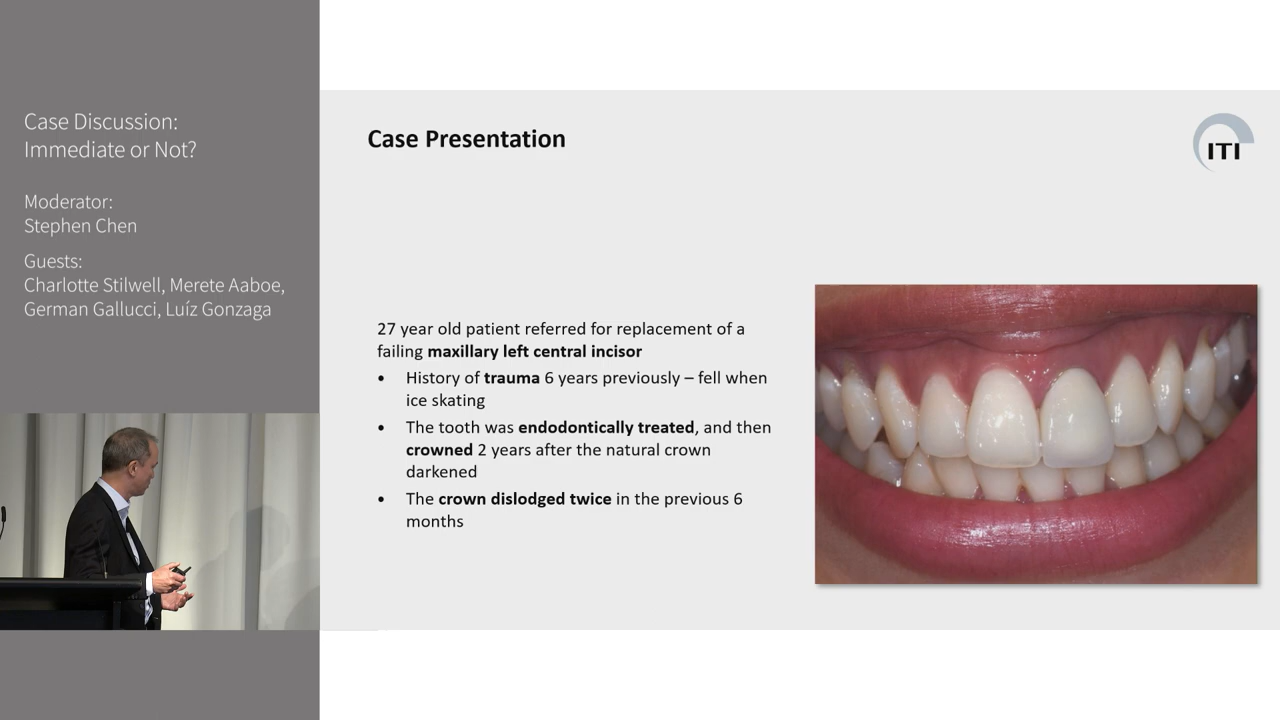 Case Discussion:
Immediate or Not?
Moderator:
Stephen Chen
Guests:
Charlotte Stilwell, Merete Aaboe,
German Gallucci, Luíz Gonzaga
Case Presentation
ITI
27 year old patient referred for replacement of a
failing maxillary left central incisor
• History of trauma 6 years previously – fell when
ice skating
• The tooth was endodontically treated, and then
crowned 2 years after the natural crown
darkened
• The crown dislodged twice in the previous 6
months